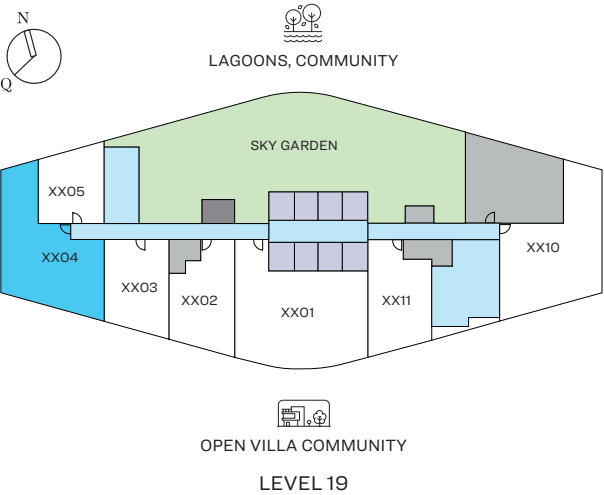 N
Q
LAGOONS, COMMUNITY
SKY GARDEN
XX05
XX04
XX03
XX02
XX01
XX11
XX10
OPEN VILLA COMMUNITY
LEVEL 19